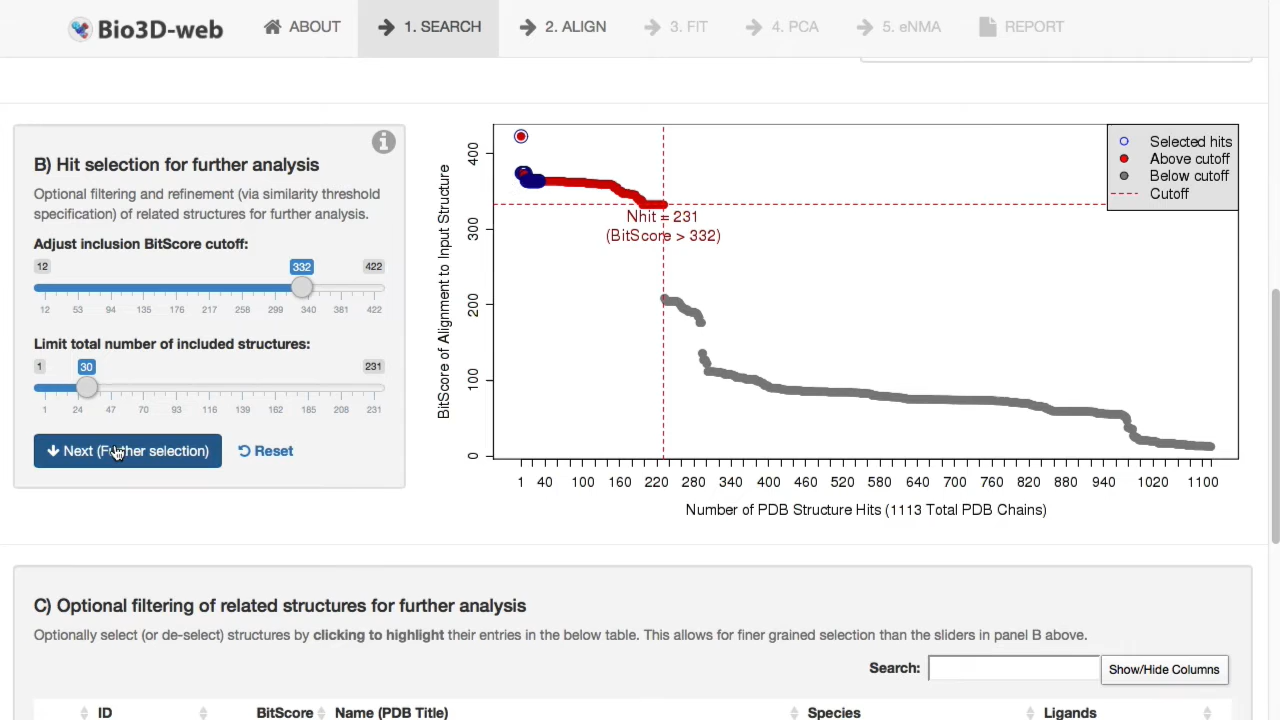 Bio3D-web ABOUT 1. SEARCH 2. ALIGN 3. FIT 4. PCA 5. eNMA REPORT
B) Hit selection for further analysis
Optional filtering and refinement (via similarity threshold
specification) of related structures for further analysis.
Adjust inclusion BitScore cutoff:
12 332 422
12 53 94 135 176 217 258 299 340 381 422
Limit total number of included structures:
1 30 231
1 24 47 70 93 116 139 162 185 208 231
Next (Further selection) Reset
BitScore of Alignment to Input Structure
400
300
200
100
0
Selected hits
Above cutoff
Below cutoff
Cutoff
Nhit = 231
(BitScore > 332)
1 40 100 160 220 280 340 400 460 520 580 640 700 760 820 880 940 1020 1100
Number of PDB Structure Hits (1113 Total PDB Chains)
C) Optional filtering of related structures for further analysis
Optionally select (or de-select) structures by clicking to highlight their entries in the below table. This allows for finer grained selection than the sliders in panel B above.
Search: Show/Hide Columns
ID BitScore Name (PDB Title) Species Ligands